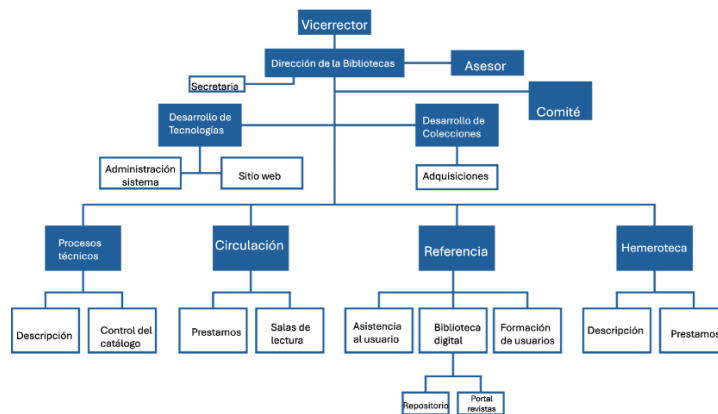 Vicerrector
Dirección de la Bibliotecas
Asesor
Secretaria
Comité
Desarrollo de
Tecnologías
Desarrollo de
Colecciones
Administración
sistema
Sitio web
Adquisiciones
Procesos
técnicos
Circulación
Referencia
Hemeroteca
Descripción
Control del
catálogo
Prestamos
Salas de
lectura
Asistencia
al usuario
Biblioteca
digital
Formación
de usuarios
Descripción
Prestamos
Repositorio
Portal
revistas